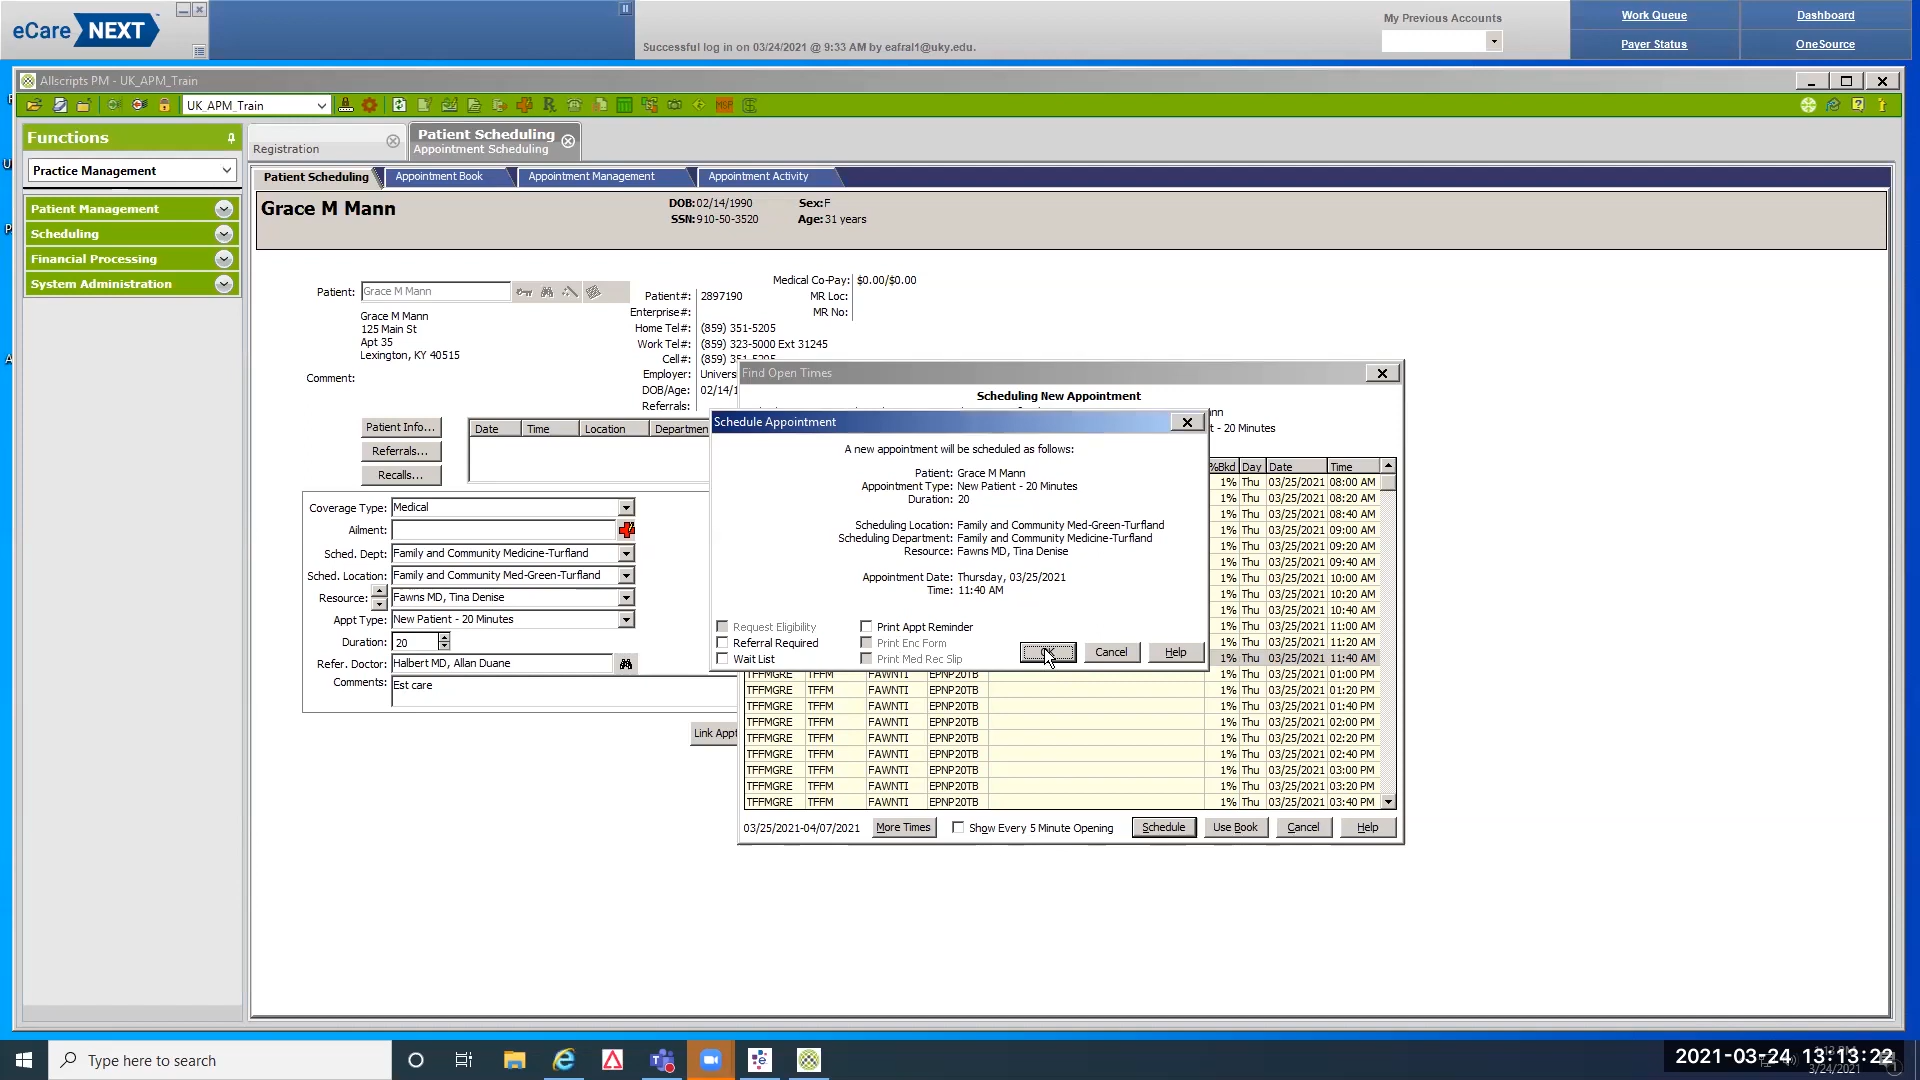 eCare NEXT
My Previous Accounts
Successful log in on 03/24/2021 @ 9:33 AM by eafral1@uky.edu.
Work Queue
Dashboard
Payer Status
OneSource
Allscripts PM - UK_APM_Train
UK_APM_Train
MSP
Functions
Practice Management
Patient Management
Scheduling
Financial Processing
System Administration
Registration
Patient Scheduling
Appointment Scheduling
Patient Scheduling
Appointment Book
Appointment Management
Appointment Activity
Grace M Mann
DOB: 02/14/1990
Sex: F
SSN: 910-50-3520
Age: 31 years
Patient: Grace M Mann
Grace M Mann
125 Main St
Apt 35
Lexington, KY 40515
Comment:
Patient#: 2897190
Enterprise#:
Home Tel#: (859) 351-5205
Work Tel#: (859) 323-5000 Ext 31245
Cell#: (859) 351-5205
Employer: Univers
DOB/Age: 02/14/1
Referrals:
Medical Co-Pay: $0.00/$0.00
MR Loc:
MR No:
Patient Info...
Referrals...
Recalls...
Date Time Location Departmen
Coverage Type: Medical
Ailment:
Sched. Dept: Family and Community Medicine-Turfland
Sched. Location: Family and Community Med-Green-Turfland
Resource: Fawns MD, Tina Denise
Appt Type: New Patient - 20 Minutes
Duration: 20
Refer. Doctor: Halbert MD, Allan Duane
Comments: Est care
Link Appt
Find Open Times
Scheduling New Appointment
nn
t - 20 Minutes
%Bkd Day Date Time
1% Thu 03/25/2021 08:00 AM
1% Thu 03/25/2021 08:20 AM
1% Thu 03/25/2021 08:40 AM
1% Thu 03/25/2021 09:00 AM
1% Thu 03/25/2021 09:20 AM
1% Thu 03/25/2021 09:40 AM
1% Thu 03/25/2021 10:00 AM
1% Thu 03/25/2021 10:20 AM
1% Thu 03/25/2021 10:40 AM
1% Thu 03/25/2021 11:00 AM
1% Thu 03/25/2021 11:20 AM
1% Thu 03/25/2021 11:40 AM
TFFMGRE TFFM FAWNTI EPNP20TB 1% Thu 03/25/2021 01:00 PM
TFFMGRE TFFM FAWNTI EPNP20TB 1% Thu 03/25/2021 01:20 PM
TFFMGRE TFFM FAWNTI EPNP20TB 1% Thu 03/25/2021 01:40 PM
TFFMGRE TFFM FAWNTI EPNP20TB 1% Thu 03/25/2021 02:00 PM
TFFMGRE TFFM FAWNTI EPNP20TB 1% Thu 03/25/2021 02:20 PM
TFFMGRE TFFM FAWNTI EPNP20TB 1% Thu 03/25/2021 02:40 PM
TFFMGRE TFFM FAWNTI EPNP20TB 1% Thu 03/25/2021 03:00 PM
TFFMGRE TFFM FAWNTI EPNP20TB 1% Thu 03/25/2021 03:20 PM
TFFMGRE TFFM FAWNTI EPNP20TB 1% Thu 03/25/2021 03:40 PM
03/25/2021-04/07/2021
More Times
Show Every 5 Minute Opening
Schedule
Use Book
Cancel
Help
Schedule Appointment
A new appointment will be scheduled as follows:
Patient: Grace M Mann
Appointment Type: New Patient - 20 Minutes
Duration: 20
Scheduling Location: Family and Community Med-Green-Turfland
Scheduling Department: Family and Community Medicine-Turfland
Resource: Fawns MD, Tina Denise
Appointment Date: Thursday, 03/25/2021
Time: 11:40 AM
Request Eligibility
Print Appt Reminder
Referral Required
Print Enc Form
Wait List
Print Med Rec Slip
Cancel
Help
Type here to search
2021-03-24 13:13:22
3/24/2021